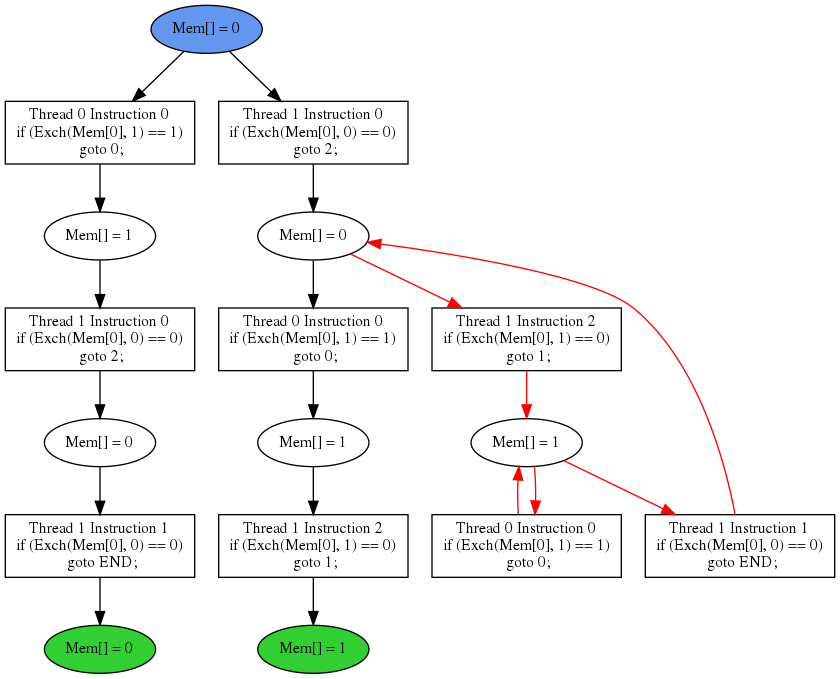 Mem[] = 0
Thread 0 Instruction 0
if (Exch(Mem[0], 1) == 1)
goto 0;
Thread 1 Instruction 0
if (Exch(Mem[0], 0) == 0)
goto 2;
Mem[] = 1
Mem[] = 0
Thread 1 Instruction 0
if (Exch(Mem[0], 0) == 0)
goto 2;
Thread 0 Instruction 0
if (Exch(Mem[0], 1) == 1)
goto 0;
Thread 1 Instruction 2
if (Exch(Mem[0], 1) == 0)
goto 1;
Mem[] = 0
Mem[] = 1
Mem[] = 1
Thread 1 Instruction 1
if (Exch(Mem[0], 0) == 0)
goto END;
Thread 1 Instruction 2
if (Exch(Mem[0], 1) == 0)
goto 1;
Thread 0 Instruction 0
if (Exch(Mem[0], 1) == 1)
goto 0;
Thread 1 Instruction 1
if (Exch(Mem[0], 0) == 0)
goto END;
Mem[] = 0
Mem[] = 1